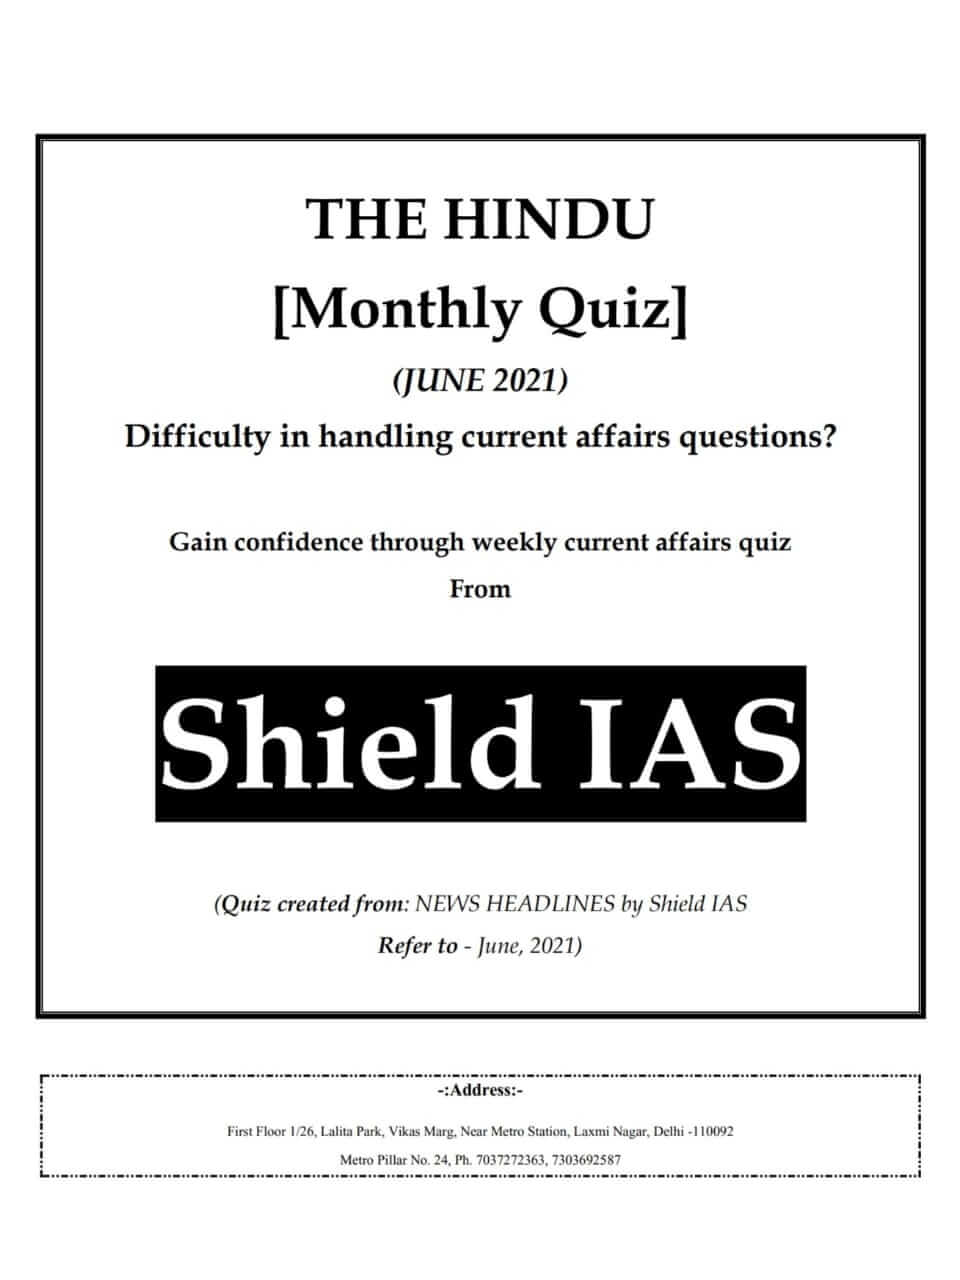 THE HINDU
[Monthly Quiz]
(JUNE 2021)
Difficulty in handling current affairs questions?
Gain confidence through weekly current affairs quiz
From
Shield IAS
(Quiz created from: NEWS HEADLINES by Shield IAS
Refer to - June, 2021)
-:Address:-
First Floor 1/26, Lalita Park, Vikas Marg, Near Metro Station, Laxmi Nagar, Delhi -110092
Metro Pillar No. 24, Ph. 7037272363, 7303692587